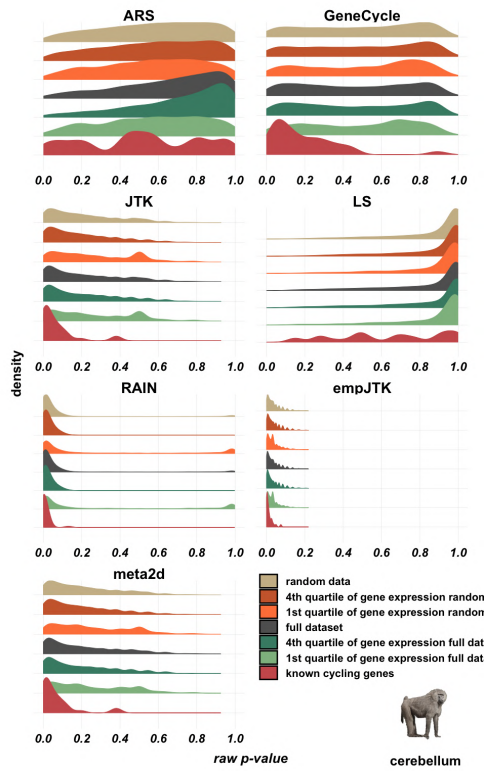 ARS
GeneCycle
0.0 0.2 0.4 0.6 0.8 1.0
0.0 0.2 0.4 0.6 0.8 1.0
JTK
LS
0.0 0.2 0.4 0.6 0.8 1.0
0.0 0.2 0.4 0.6 0.8 1.0
density
RAIN
empJTK
0.0 0.2 0.4 0.6 0.8 1.0
0.0 0.2 0.4 0.6 0.8 1.0
meta2d
0.0 0.2 0.4 0.6 0.8 1.0
raw p-value
random data
4th quartile of gene expression random
1st quartile of gene expression random
full dataset
4th quartile of gene expression full dat
1st quartile of gene expression full dat
known cycling genes
cerebellum